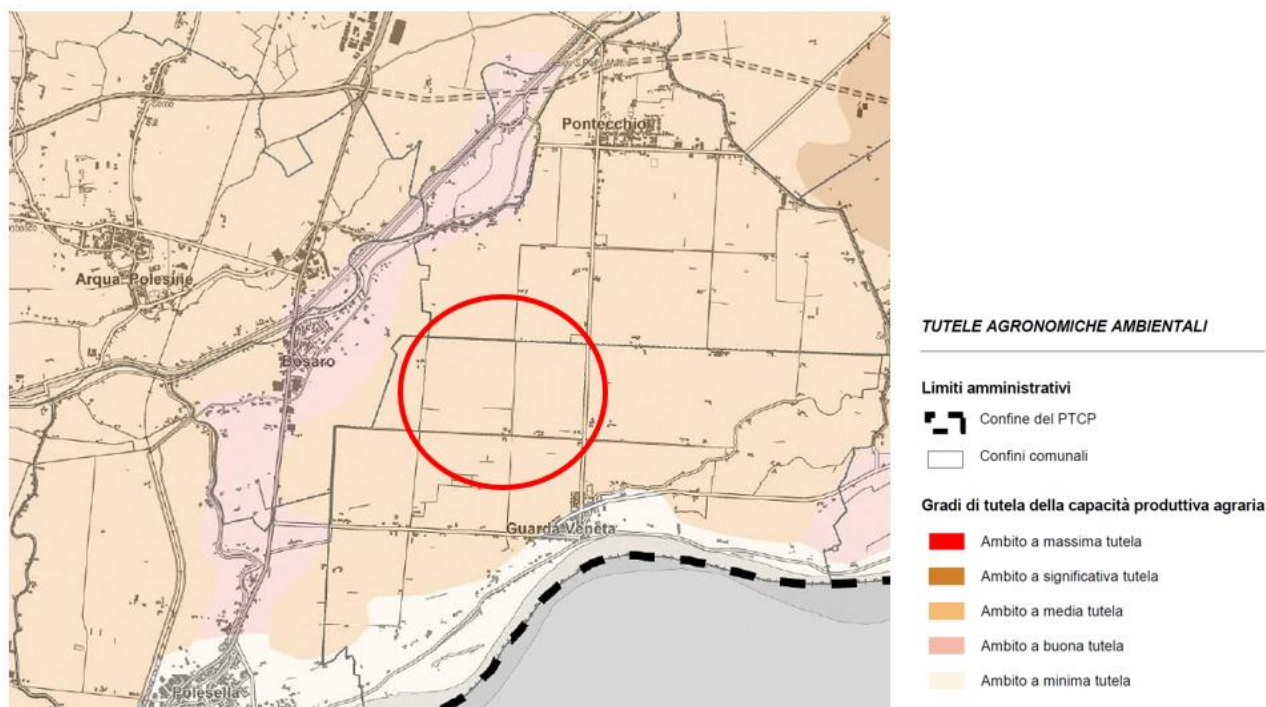 Pontecchio
Arquà Polesine
Bosaro
Guarda Veneta
Polesella
TUTELE AGRONOMICHE AMBIENTALI
Limiti amministrativi
Confine del PTCP
Confini comunali
Gradi di tutela della capacità produttiva agraria
Ambito a massima tutela
Ambito a significativa tutela
Ambito a media tutela
Ambito a buona tutela
Ambito a minima tutela